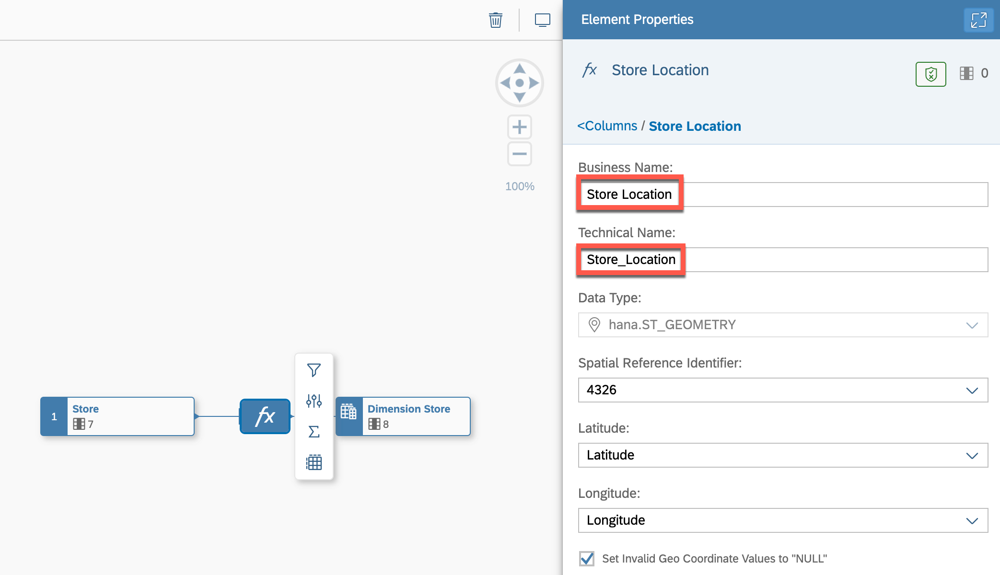 Element Properties
fx Store Location
0
<Columns / Store Location
Business Name:
Store Location
Technical Name:
Store_Location
Data Type:
hana.ST_GEOMETRY
Spatial Reference Identifier:
4326
Latitude:
Latitude
Longitude:
Longitude
Set Invalid Geo Coordinate Values to "NULL"
100%
1
Store
7
fx
Dimension Store
8